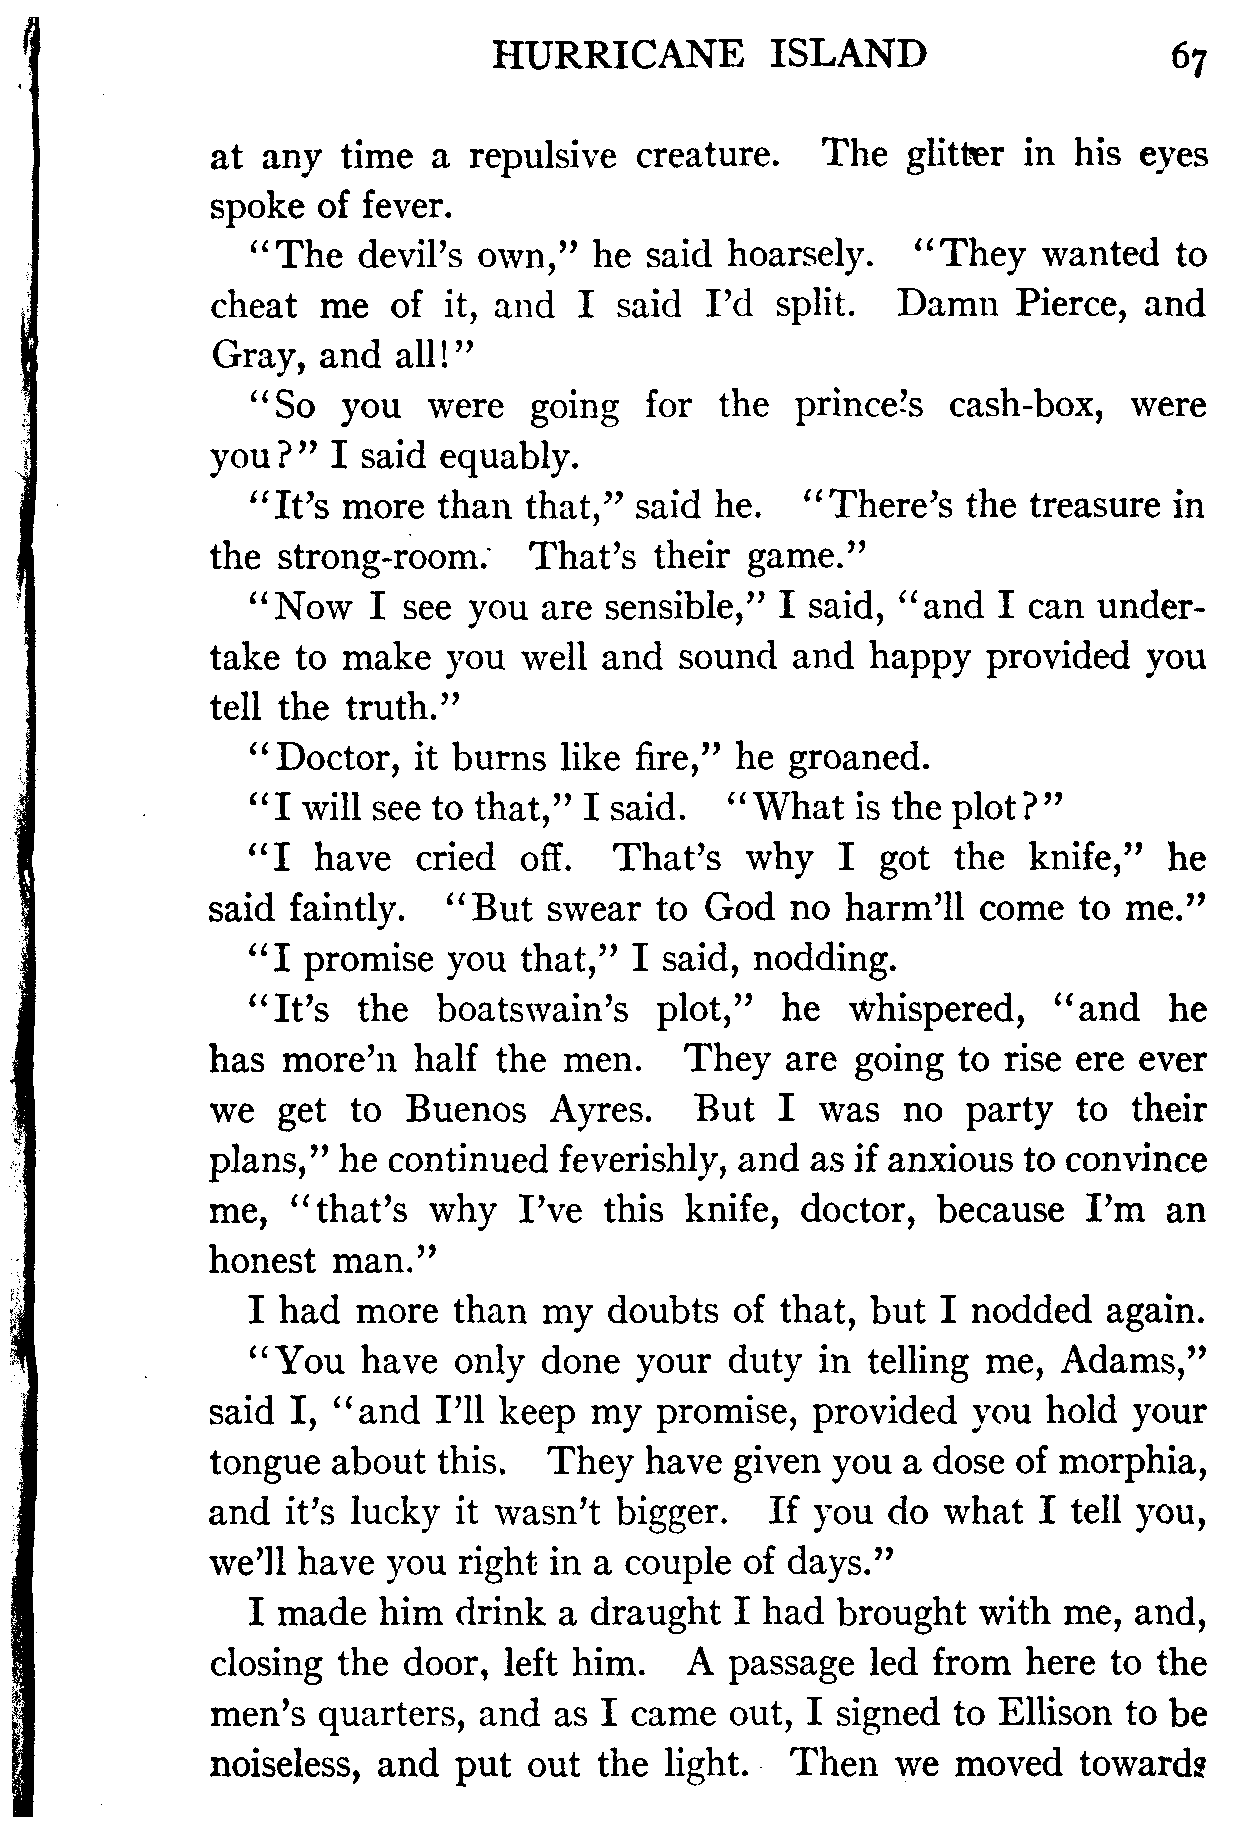 HURRICANE ISLAND 67
at any time a repulsive creature. The glitter in his eyes
spoke of fever.
"The devil's own," he said hoarsely. "They wanted to
cheat me of it, and I said I'd split. Damn Pierce, and
Gray, and all!"
"So you were going for the prince's cash-box, were
you?" I said equably.
"It's more than that," said he. "There's the treasure in
the strong-room. That's their game."
"Now I see you are sensible," I said, "and I can under-
take to make you well and sound and happy provided you
tell the truth."
"Doctor, it burns like fire," he groaned.
"I will see to that," I said. "What is the plot?"
"I have cried off. That's why I got the knife," he
said faintly. "But swear to God no harm'll come to me."
"I promise you that," I said, nodding.
"It's the boatswain's plot," he whispered, "and he
has more'n half the men. They are going to rise ere ever
we get to Buenos Ayres. But I was no party to their
plans," he continued feverishly, and as if anxious to convince
me, "that's why I've this knife, doctor, because I'm an
honest man."
I had more than my doubts of that, but I nodded again.
"You have only done your duty in telling me, Adams,"
said I, "and I'll keep my promise, provided you hold your
tongue about this. They have given you a dose of morphia,
and it's lucky it wasn't bigger. If you do what I tell you,
we'll have you right in a couple of days."
I made him drink a draught I had brought with me, and,
closing the door, left him. A passage led from here to the
men's quarters, and as I came out, I signed to Ellison to be
noiseless, and put out the light. Then we moved towards